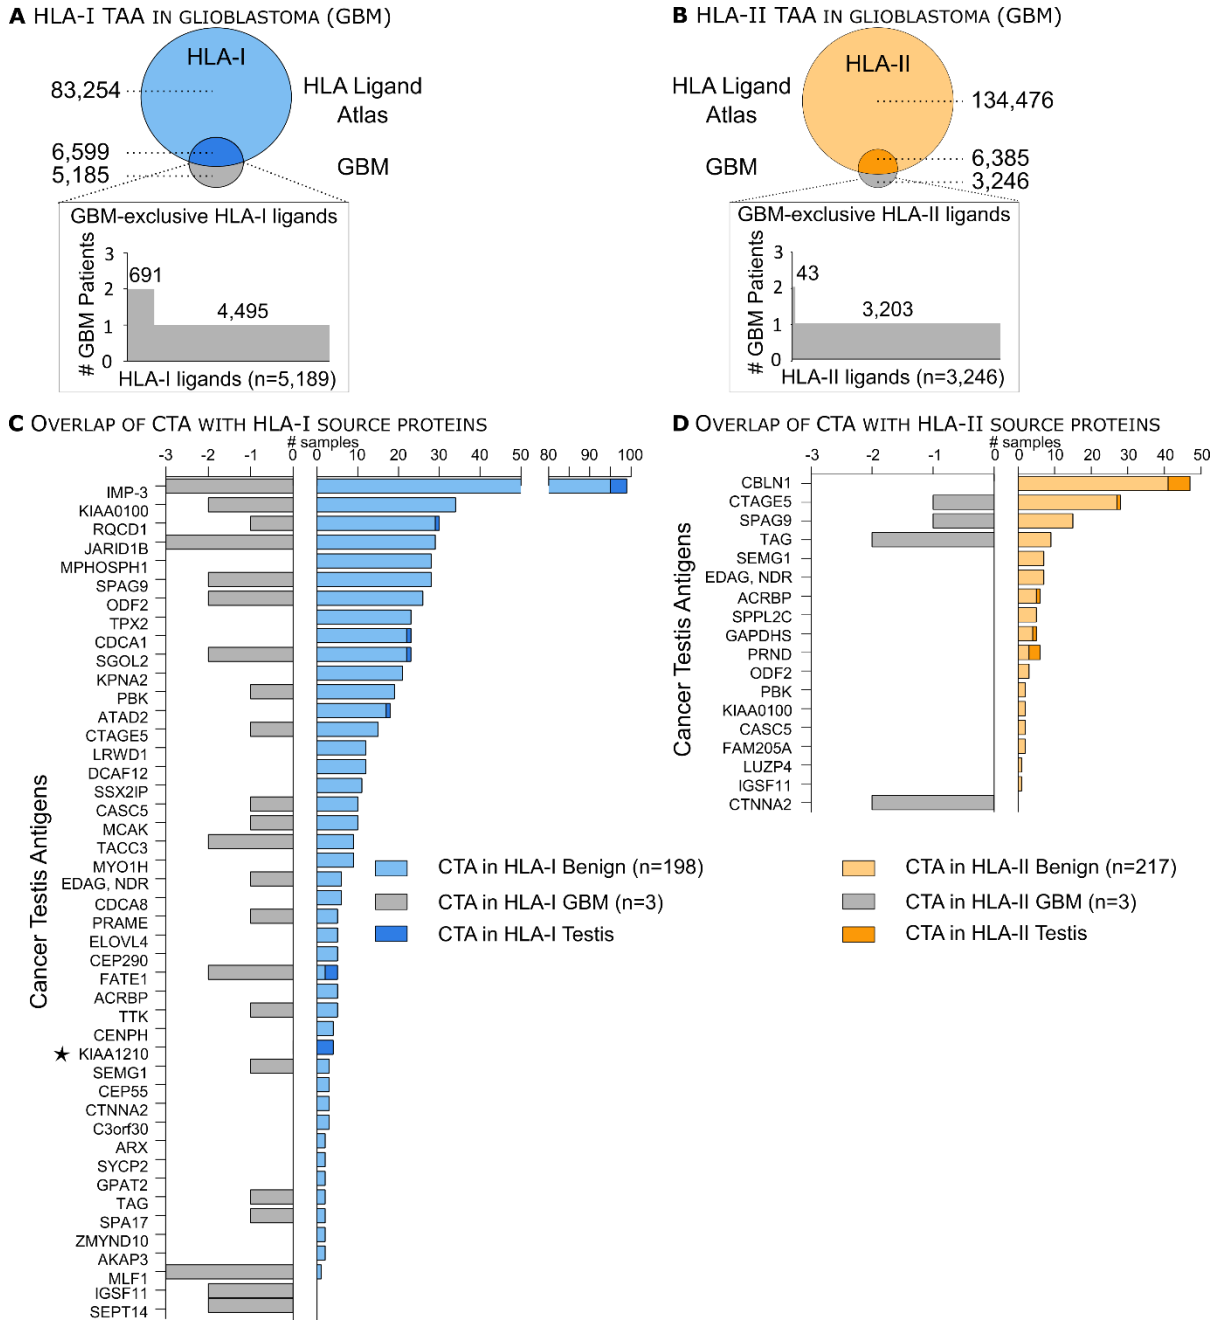 A HLA-I TAA IN GLIOBLASTOMA (GBM)
HLA-I
83,254
HLA Ligand
Atlas
6,599
GBM
5,185
GBM-exclusive HLA-I ligands
# GBM Patients
3
2
1
0
691
4,495
HLA-I ligands (n=5,189)
B HLA-II TAA IN GLIOBLASTOMA (GBM)
HLA-II
HLA Ligand
Atlas
134,476
GBM
6,385
3,246
GBM-exclusive HLA-II ligands
# GBM Patients
3
2
1
0
43
3,203
HLA-II ligands (n=3,246)
C OVERLAP OF CTA WITH HLA-I SOURCE PROTEINS
# samples
-3 -2 -1 0 0 10 20 30 40 50 80 90 100
Cancer Testis Antigens
IMP-3
KIAA0100
RQCD1
JARID1B
MPHOSPH1
SPAG9
ODF2
TPX2
CDCA1
SGOL2
KPNA2
PBK
ATAD2
CTAGE5
LRWD1
DCAF12
SSX2IP
CASC5
MCAK
TACC3
MYO1H
EDAG, NDR
CDCA8
PRAME
ELOVL4
CEP290
FATE1
ACRBP
TTK
CENPH
★ KIAA1210
SEMG1
CEP55
CTNNA2
C3orf30
ARX
SYCP2
GPAT2
TAG
SPA17
ZMYND10
AKAP3
MLF1
IGSF11
SEPT14
CTA in HLA-I Benign (n=198)
CTA in HLA-I GBM (n=3)
CTA in HLA-I Testis
D OVERLAP OF CTA WITH HLA-II SOURCE PROTEINS
# samples
-3 -2 -1 0 0 10 20 30 40 50
Cancer Testis Antigens
CBLN1
CTAGE5
SPAG9
TAG
SEMG1
EDAG, NDR
ACRBP
SPPL2C
GAPDHS
PRND
ODF2
PBK
KIAA0100
CASC5
FAM205A
LUZP4
IGSF11
CTNNA2
CTA in HLA-II Benign (n=217)
CTA in HLA-II GBM (n=3)
CTA in HLA-II Testis